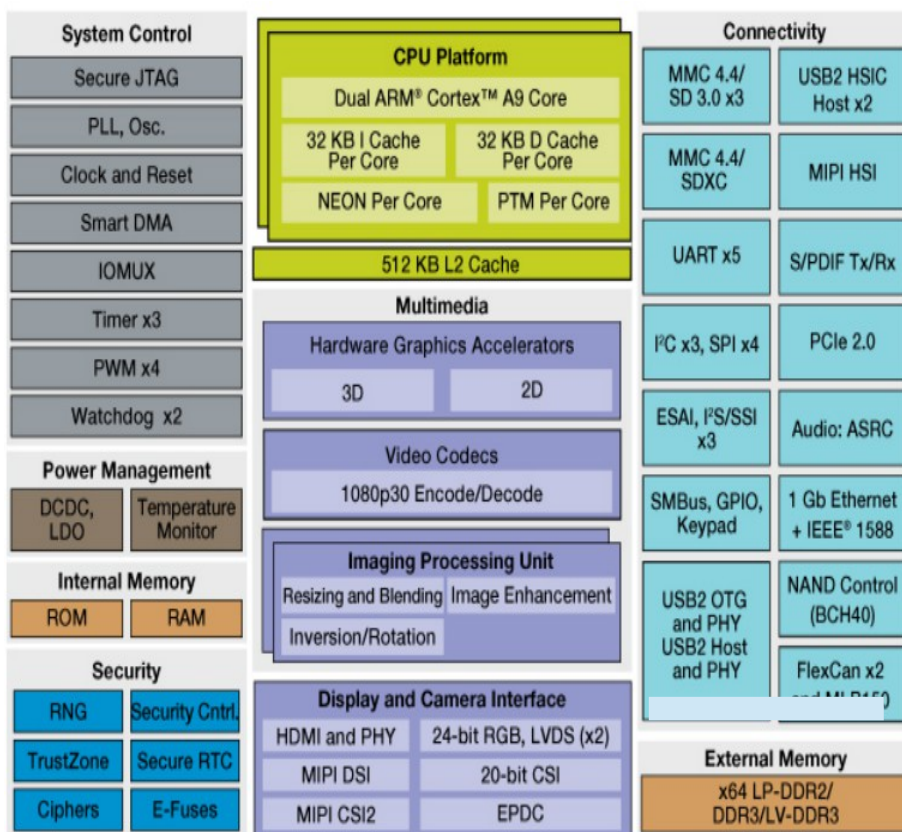 System Control
Secure JTAG
PLL, Osc.
Clock and Reset
Smart DMA
IOMUX
Timer x3
PWM x4
Watchdog x2
Power Management
DCDC,
LDO
Temperature
Monitor
Internal Memory
ROM
RAM
Security
RNG
Security Cntrl.
TrustZone
Secure RTC
Ciphers
E-Fuses
CPU Platform
Dual ARM® Cortex™ A9 Core
32 KB I Cache
Per Core
32 KB D Cache
Per Core
NEON Per Core
PTM Per Core
512 KB L2 Cache
Multimedia
Hardware Graphics Accelerators
3D
2D
Video Codecs
1080p30 Encode/Decode
Imaging Processing Unit
Resizing and Blending
Image Enhancement
Inversion/Rotation
Display and Camera Interface
HDMI and PHY
24-bit RGB, LVDS (x2)
MIPI DSI
20-bit CSI
MIPI CSI2
EPDC
Connectivity
MMC 4.4/
SD 3.0 x3
USB2 HSIC
Host x2
MMC 4.4/
SDXC
MIPI HSI
UART x5
S/PDIF Tx/Rx
I²C x3, SPI x4
PCIe 2.0
ESAI, I²S/SSI
x3
Audio: ASRC
SMBus, GPIO,
Keypad
1 Gb Ethernet
+ IEEE® 1588
USB2 OTG
and PHY
USB2 Host
and PHY
NAND Control
(BCH40)
FlexCan x2
External Memory
x64 LP-DDR2/
DDR3/LV-DDR3